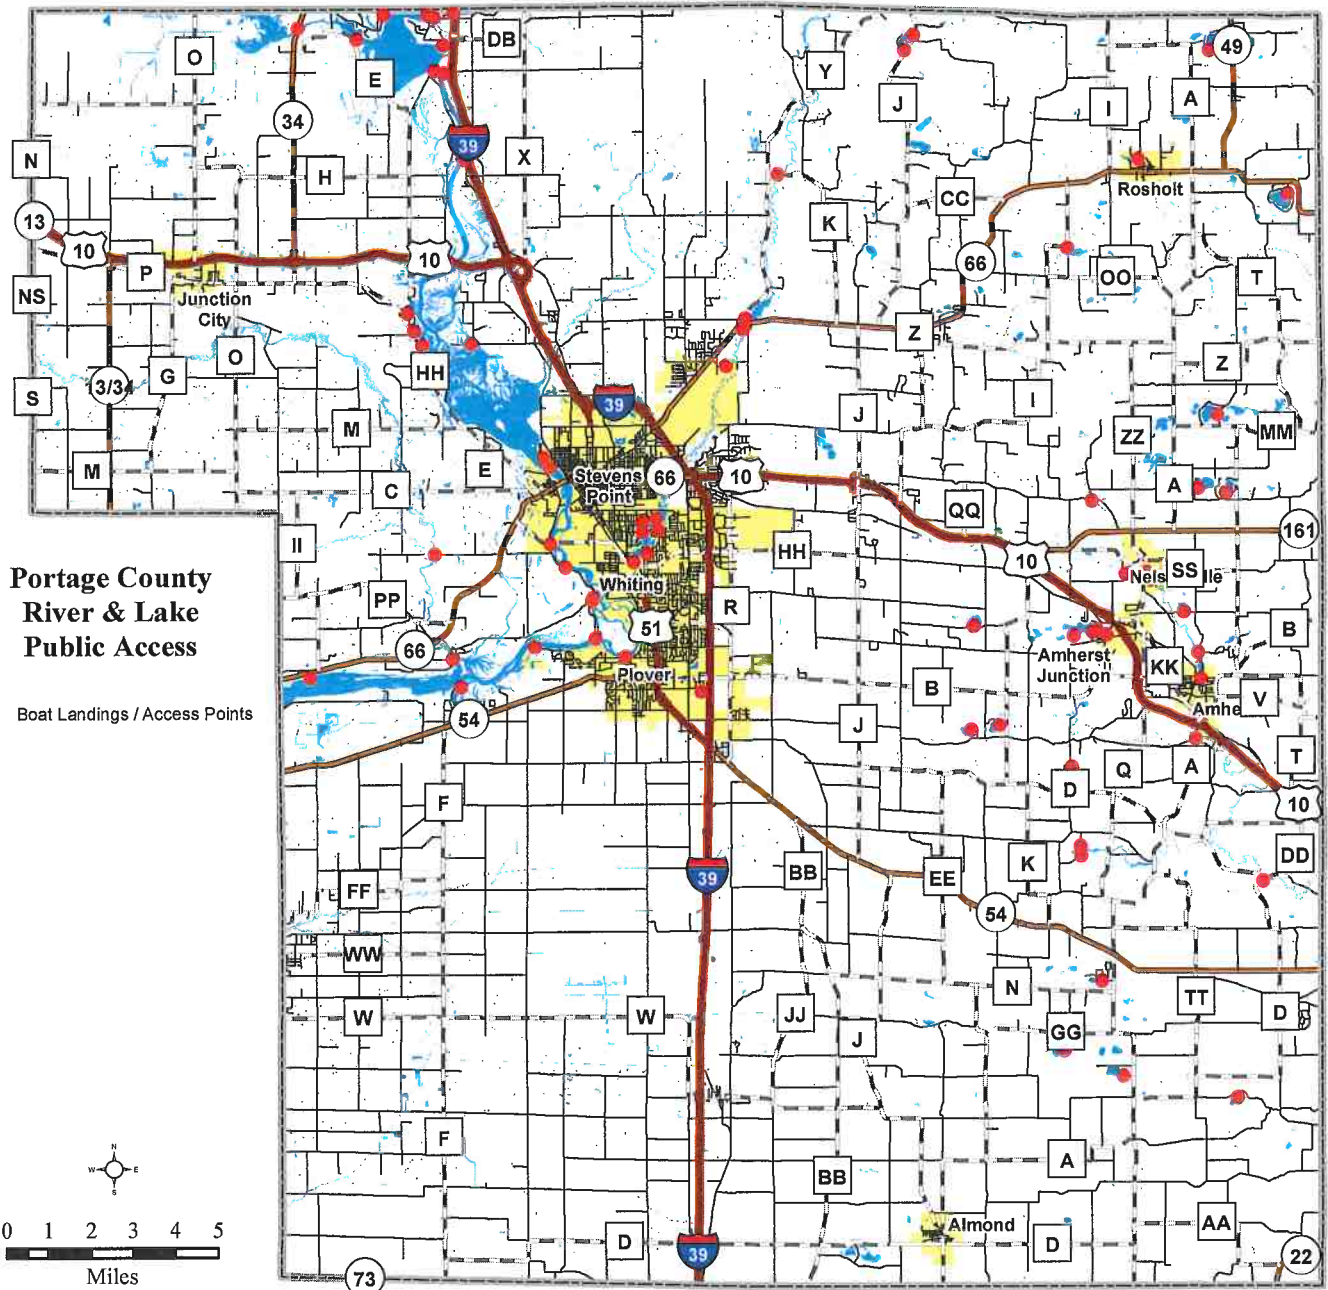 DB
O
49
E
Y
A
J
I
34
39
X
N
H
Rosholt
CC
K
13
10
10
66
P
OO
T
NS
Junction
City
Z
O
Z
HH
G
3/34
I
S
39
J
M
ZZ
MM
E
M
Stevens
Point
66
10
C
A
QQ
161
II
HH
10
SS
Portage County
River & Lake
Public Access
Whiting
PP
R
51
B
66
Amherst
Junction
KK
Plover
B
V
Boat Landings / Access Points
54
Amhe
J
T
Q
A
D
F
10
DD
39
BB
K
EE
FF
54
WW
N
TT
W
W
JJ
D
GG
J
F
N
W E
S
A
BB
AA
Almond
0 1 2 3 4 5
Miles
D
D
39
22
73